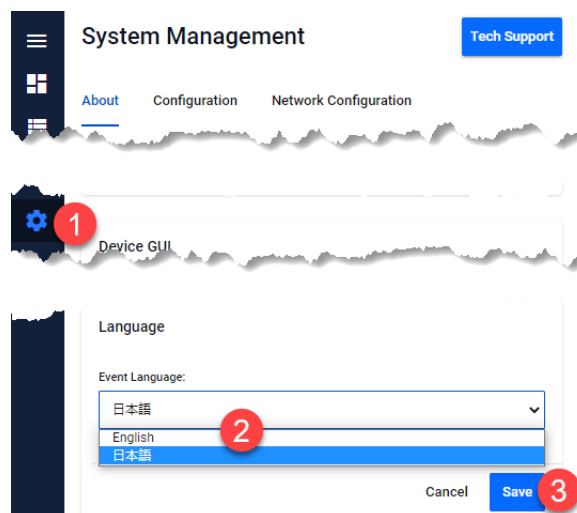 System Management
Tech Support
About Configuration Network Configuration
1
Device GUI
Language
Event Language:
日本語
English
2
日本語
Cancel Save 3